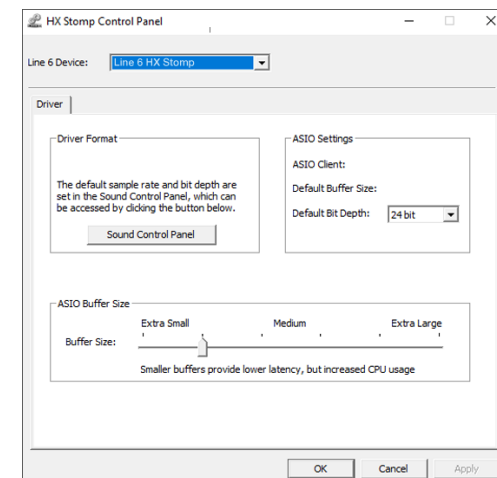 HX Stomp Control Panel
Line 6 Device: Line 6 HX Stomp
Driver
Driver Format
The default sample rate and bit depth are
set in the Sound Control Panel, which can
be accessed by clicking the button below.
Sound Control Panel
ASIO Settings
ASIO Client:
Default Buffer Size:
Default Bit Depth: 24 bit
ASIO Buffer Size
Extra Small Medium Extra Large
Buffer Size:
Smaller buffers provide lower latency, but increased CPU usage
OK Cancel Apply